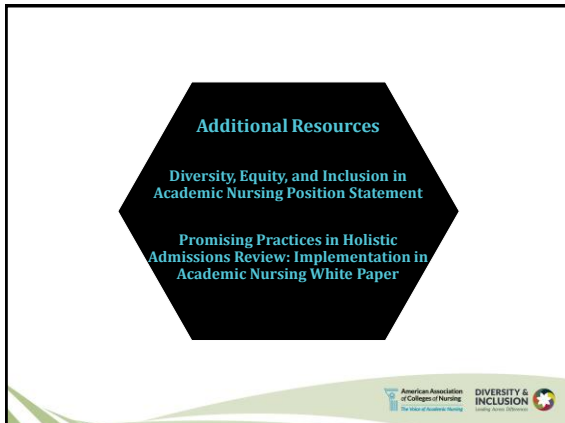 Additional Resources
Diversity, Equity, and Inclusion in
Academic Nursing Position Statement
Promising Practices in Holistic
Admissions Review: Implementation in
Academic Nursing White Paper
American Association
of Colleges of Nursing
The Voice of Academic Nursing
DIVERSITY &
INCLUSION
Leading Across Differences